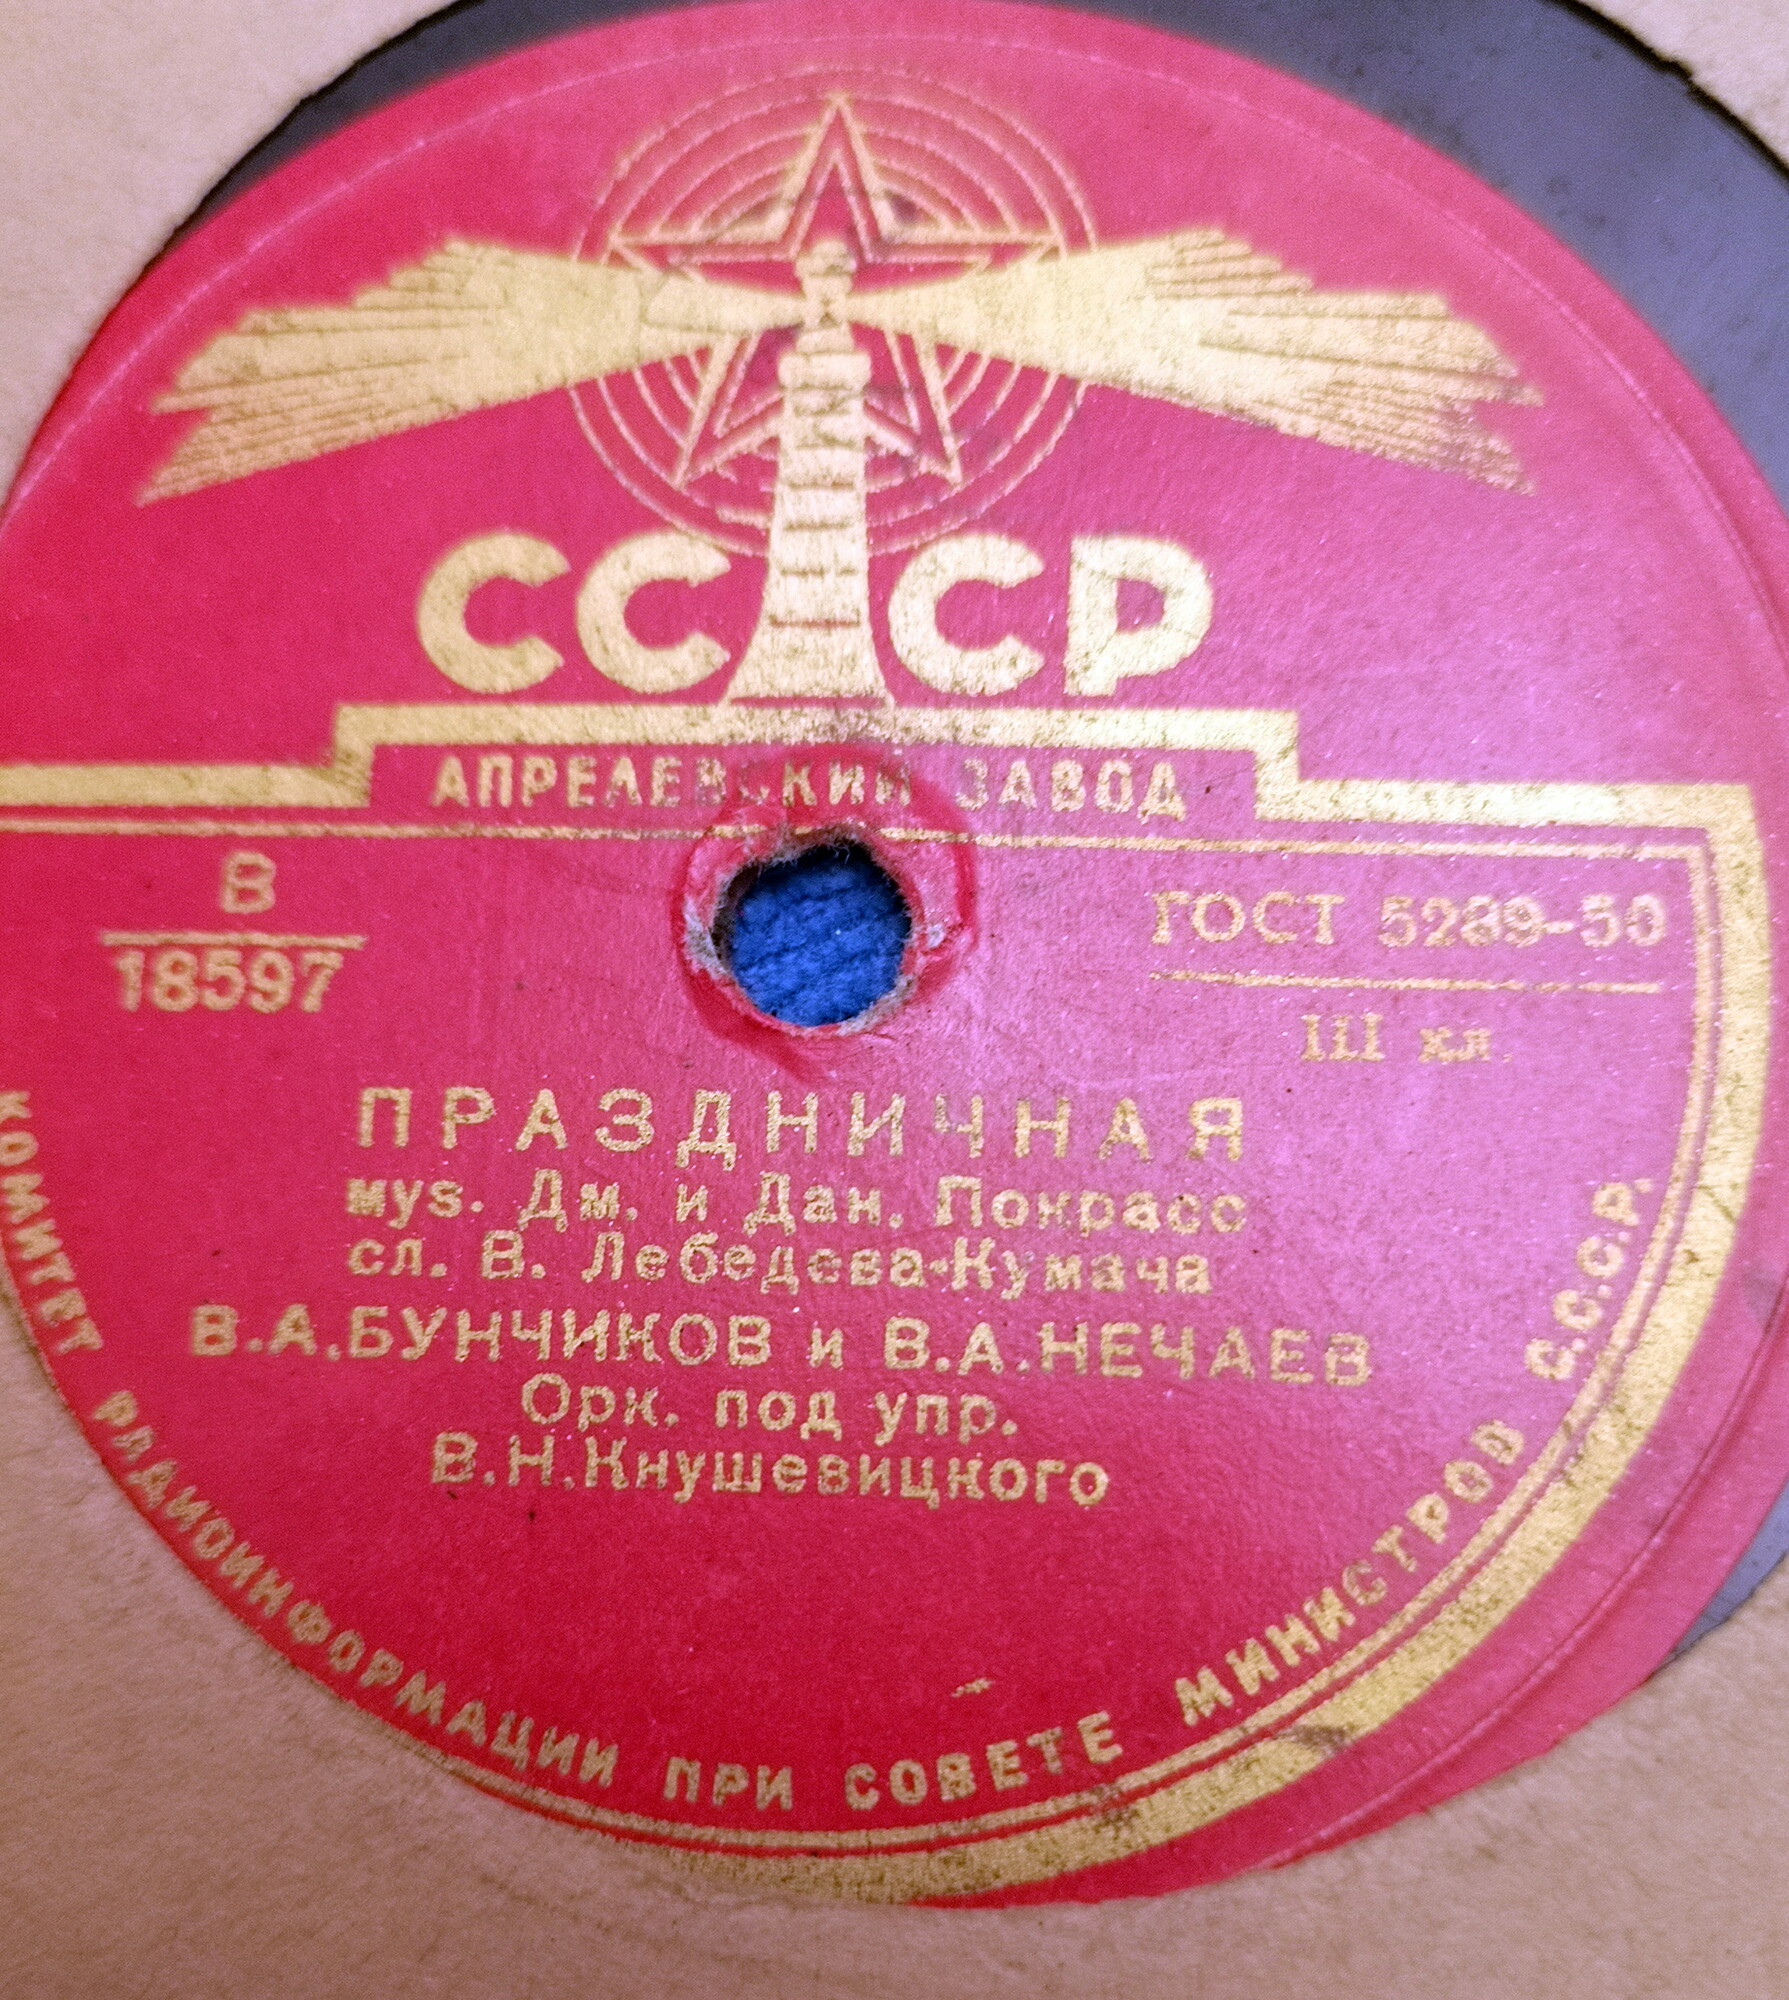 СССР
АПРЕЛЕВСКИЙ ЗАВОД
В
18597
ГОСТ 5289-50
III кл.
ПРАЗДНИЧНАЯ
муз. Дм. и Дан. Покрасс
сл. В. Лебедева-Кумача
В.А.БУНЧИКОВ и В.А.НЕЧАЕВ
Орк. под упр.
В.Н.Кнушевицкого
КОМИТЕТ РАДИОИНФОРМАЦИИ ПРИ СОВЕТЕ МИНИСТРОВ С.С.С.Р.